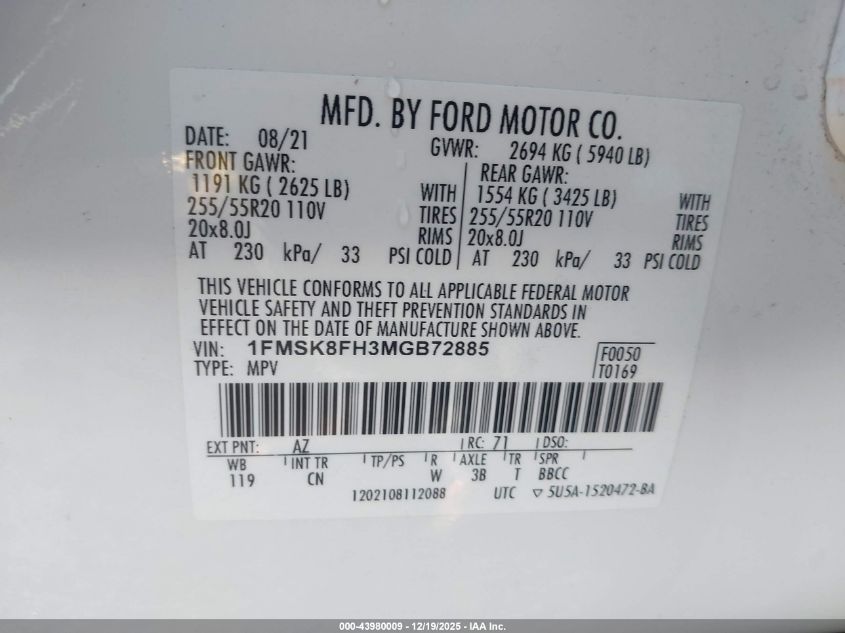 MFD. BY FORD MOTOR CO.
DATE: 08/21 GVWR: 2694 KG ( 5940 LB)
FRONT GAWR: REAR GAWR:
1191 KG ( 2625 LB) WITH 1554 KG ( 3425 LB) WITH
255/55R20 110V TIRES 255/55R20 110V TIRES
20x8.0J RIMS 20x8.0J RIMS
AT 230 kPa/ 33 PSI COLD AT 230 kPa/ 33 PSI COLD
THIS VEHICLE CONFORMS TO ALL APPLICABLE FEDERAL MOTOR
VEHICLE SAFETY AND THEFT PREVENTION STANDARDS IN
EFFECT ON THE DATE OF MANUFACTURE SHOWN ABOVE.
VIN: 1FMSK8FH3MGB72885 F0050
TYPE: MPV T0169
EXT PNT: AZ RC: 71 DSO:
WB INT TR TP/PS R AXLE TR SPR
119 CN W 3B T BBCC
1202108112088 UTC ▽ 5U5A-1520472-BA
000-43980009 - 12/19/2025 - IAA Inc.